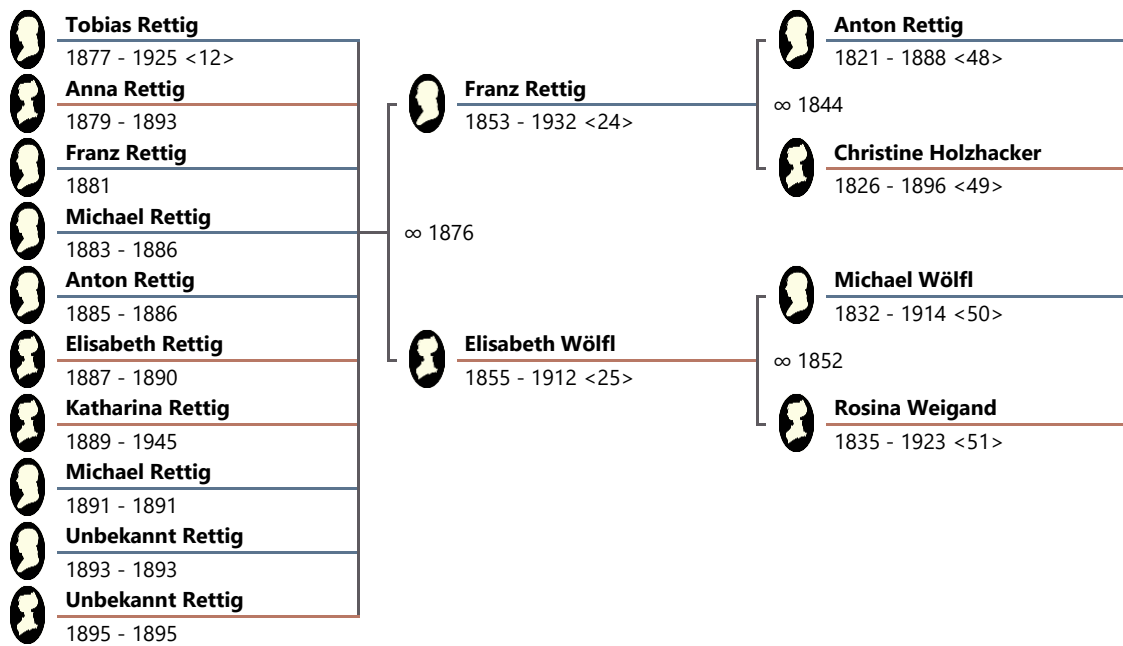 Tobias Rettig
1877 - 1925 <12>
Anna Rettig
1879 - 1893
Franz Rettig
1881
Michael Rettig
1883 - 1886
Anton Rettig
1885 - 1886
Elisabeth Rettig
1887 - 1890
Katharina Rettig
1889 - 1945
Michael Rettig
1891 - 1891
Unbekannt Rettig
1893 - 1893
Unbekannt Rettig
1895 - 1895
Franz Rettig
1853 - 1932 <24>
∞ 1876
Elisabeth Wölfl
1855 - 1912 <25>
Anton Rettig
1821 - 1888 <48>
∞ 1844
Christine Holzhacker
1826 - 1896 <49>
Michael Wölfl
1832 - 1914 <50>
∞ 1852
Rosina Weigand
1835 - 1923 <51>